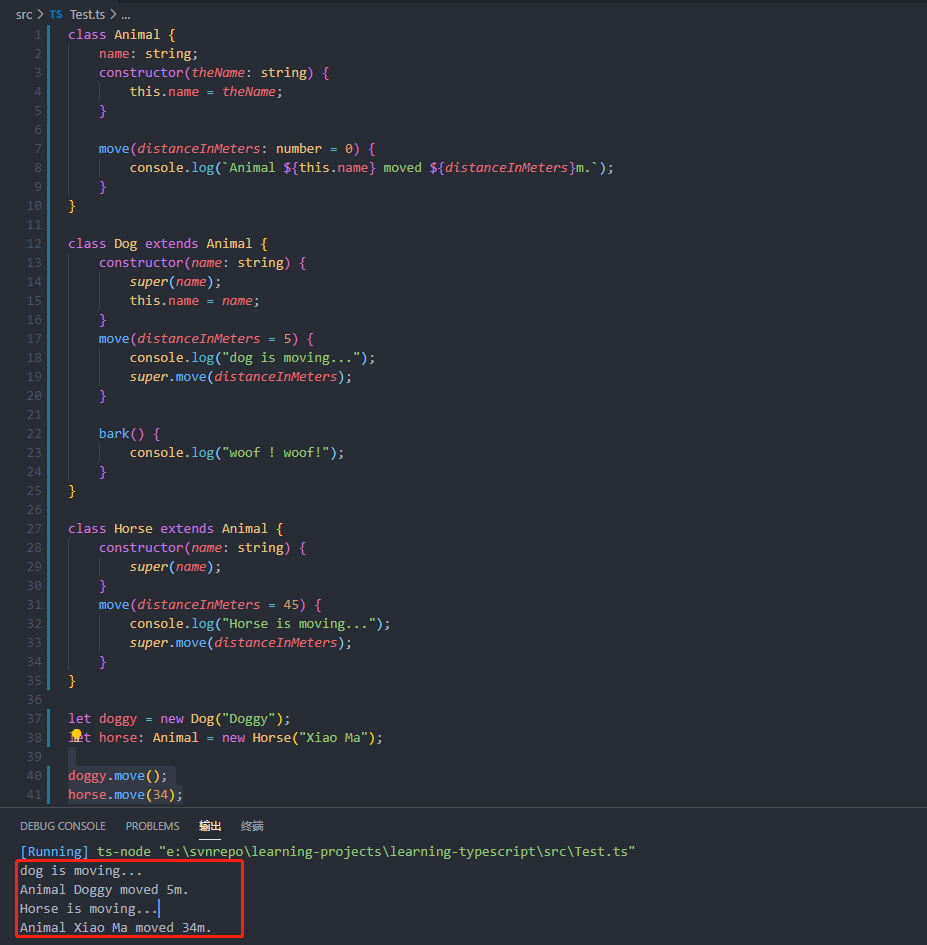 src > TS Test.ts > ...
1 class Animal {
2 name: string;
3 constructor(theName: string) {
4 this.name = theName;
5 }
6
7 move(distanceInMeters: number = 0) {
8 console.log(`Animal ${this.name} moved ${distanceInMeters}m.`);
9 }
10 }
11
12 class Dog extends Animal {
13 constructor(name: string) {
14 super(name);
15 this.name = name;
16 }
17 move(distanceInMeters = 5) {
18 console.log("dog is moving...");
19 super.move(distanceInMeters);
20 }
21
22 bark() {
23 console.log("woof ! woof!");
24 }
25 }
26
27 class Horse extends Animal {
28 constructor(name: string) {
29 super(name);
30 }
31 move(distanceInMeters = 45) {
32 console.log("Horse is moving...");
33 super.move(distanceInMeters);
34 }
35 }
36
37 let doggy = new Dog("Doggy");
38 let horse: Animal = new Horse("Xiao Ma");
39
40 doggy.move();
41 horse.move(34);
DEBUG CONSOLE PROBLEMS 输出 终端
[Running] ts-node "e:\svnrepo\learning-projects\learning-typescript\src\Test.ts"
dog is moving...
Animal Doggy moved 5m.
Horse is moving...
Animal Xiao Ma moved 34m.